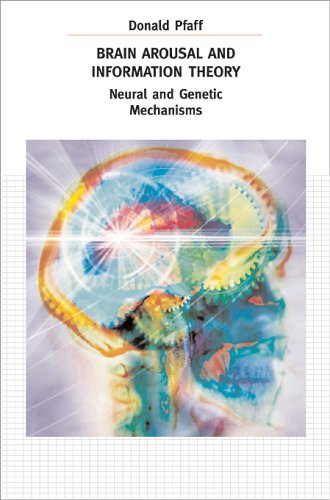 Donald Pfaff
BRAIN AROUSAL AND
INFORMATION THEORY
Neural and Genetic
Mechanisms